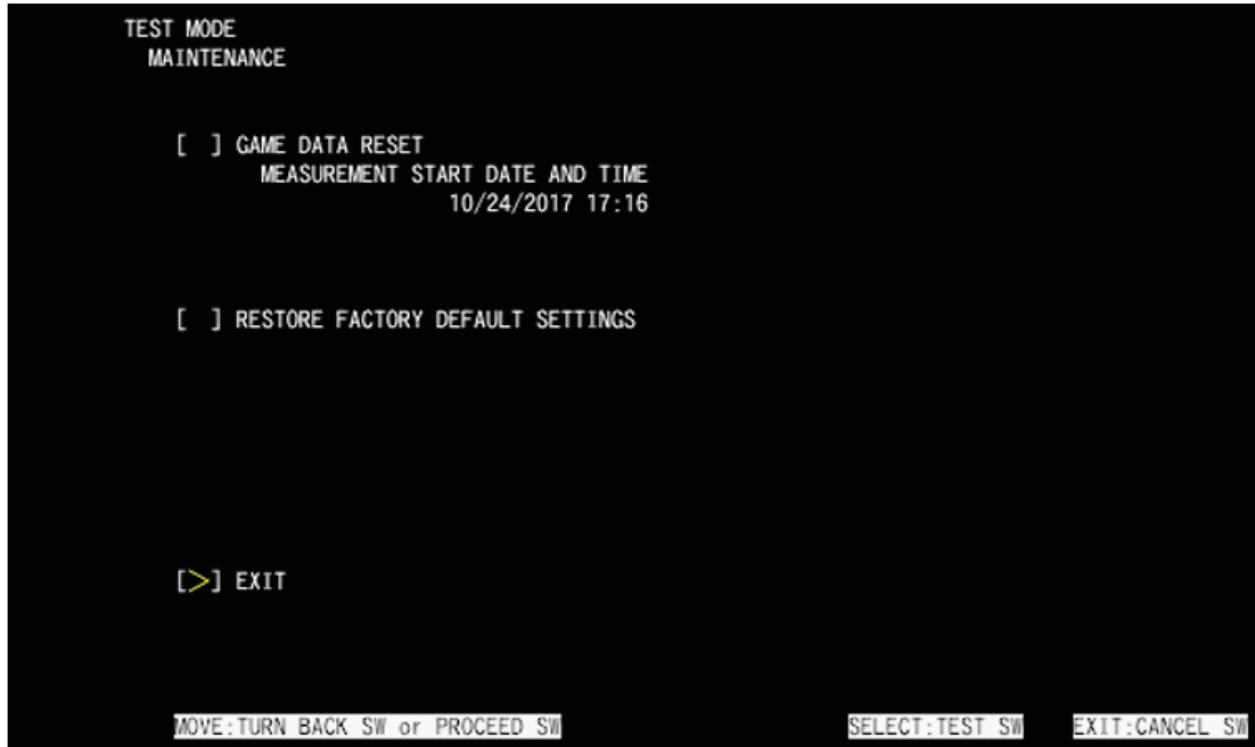 TEST MODE
MAINTENANCE
[ ] GAME DATA RESET
MEASUREMENT START DATE AND TIME
10/24/2017 17:16
[ ] RESTORE FACTORY DEFAULT SETTINGS
[>] EXIT
MOVE:TURN BACK SW or PROCEED SW SELECT:TEST SW EXIT:CANCEL SW